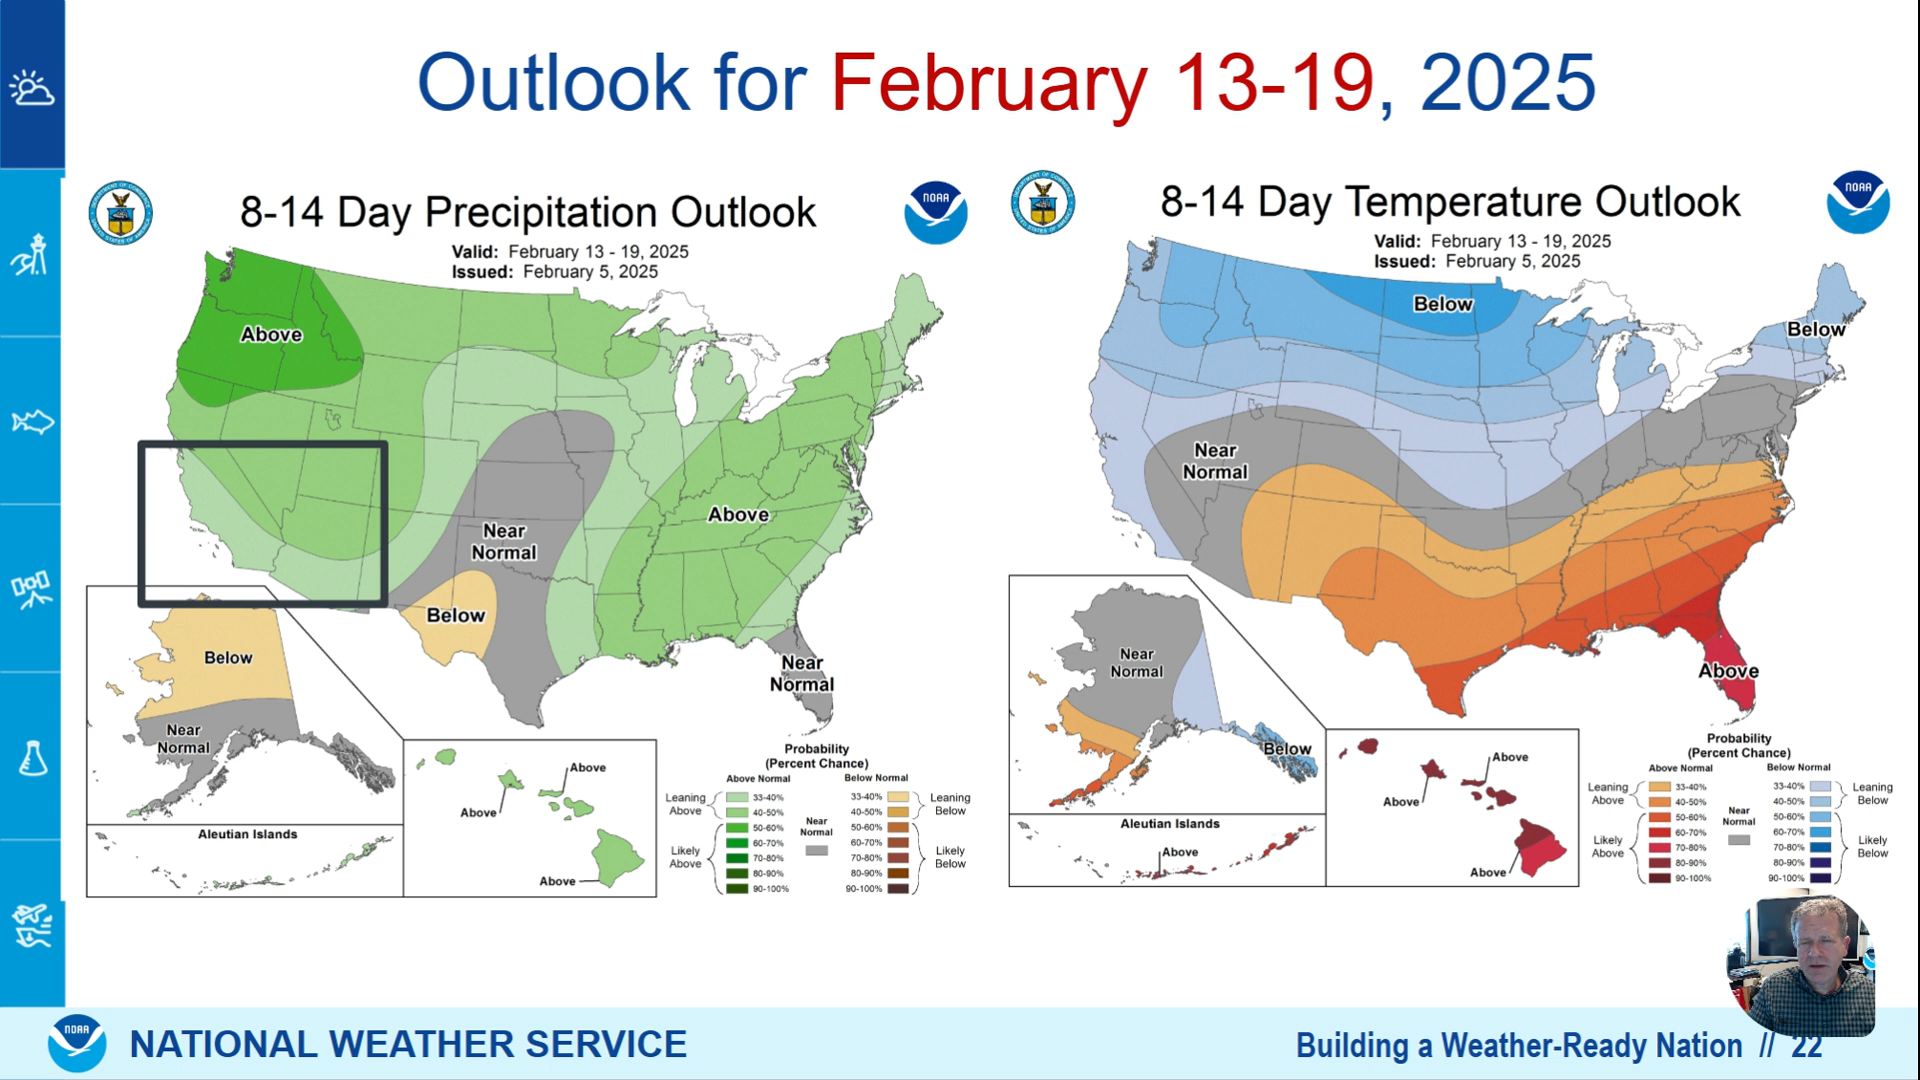 Outlook for February 13-19, 2025
8-14 Day Precipitation Outlook
Valid: February 13 - 19, 2025
Issued: February 5, 2025
NOAA
Above
Near
Normal
Above
Below
Near
Normal
Below
Near
Normal
Aleutian Islands
Above
Above
Above
Probability
(Percent Chance)
Above Normal
Below Normal
Leaning
Above
Likely
Above
33-40%
40-50%
50-60%
60-70%
70-80%
80-90%
90-100%
Near
Normal
33-40%
40-50%
50-60%
60-70%
70-80%
80-90%
90-100%
Leaning
Below
Likely
Below
8-14 Day Temperature Outlook
Valid: February 13 - 19, 2025
Issued: February 5, 2025
NOAA
Below
Below
Near
Normal
Above
Near
Normal
Below
Aleutian Islands
Above
Above
Above
Above
Probability
(Percent Chance)
Above Normal
Below Normal
Leaning
Above
Likely
Above
33-40%
40-50%
50-60%
60-70%
70-80%
80-90%
90-100%
Near
Normal
33-40%
40-50%
50-60%
60-70%
70-80%
80-90%
90-100%
Leaning
Below
Likely
Below
NOAA
NATIONAL WEATHER SERVICE
Building a Weather-Ready Nation // 22